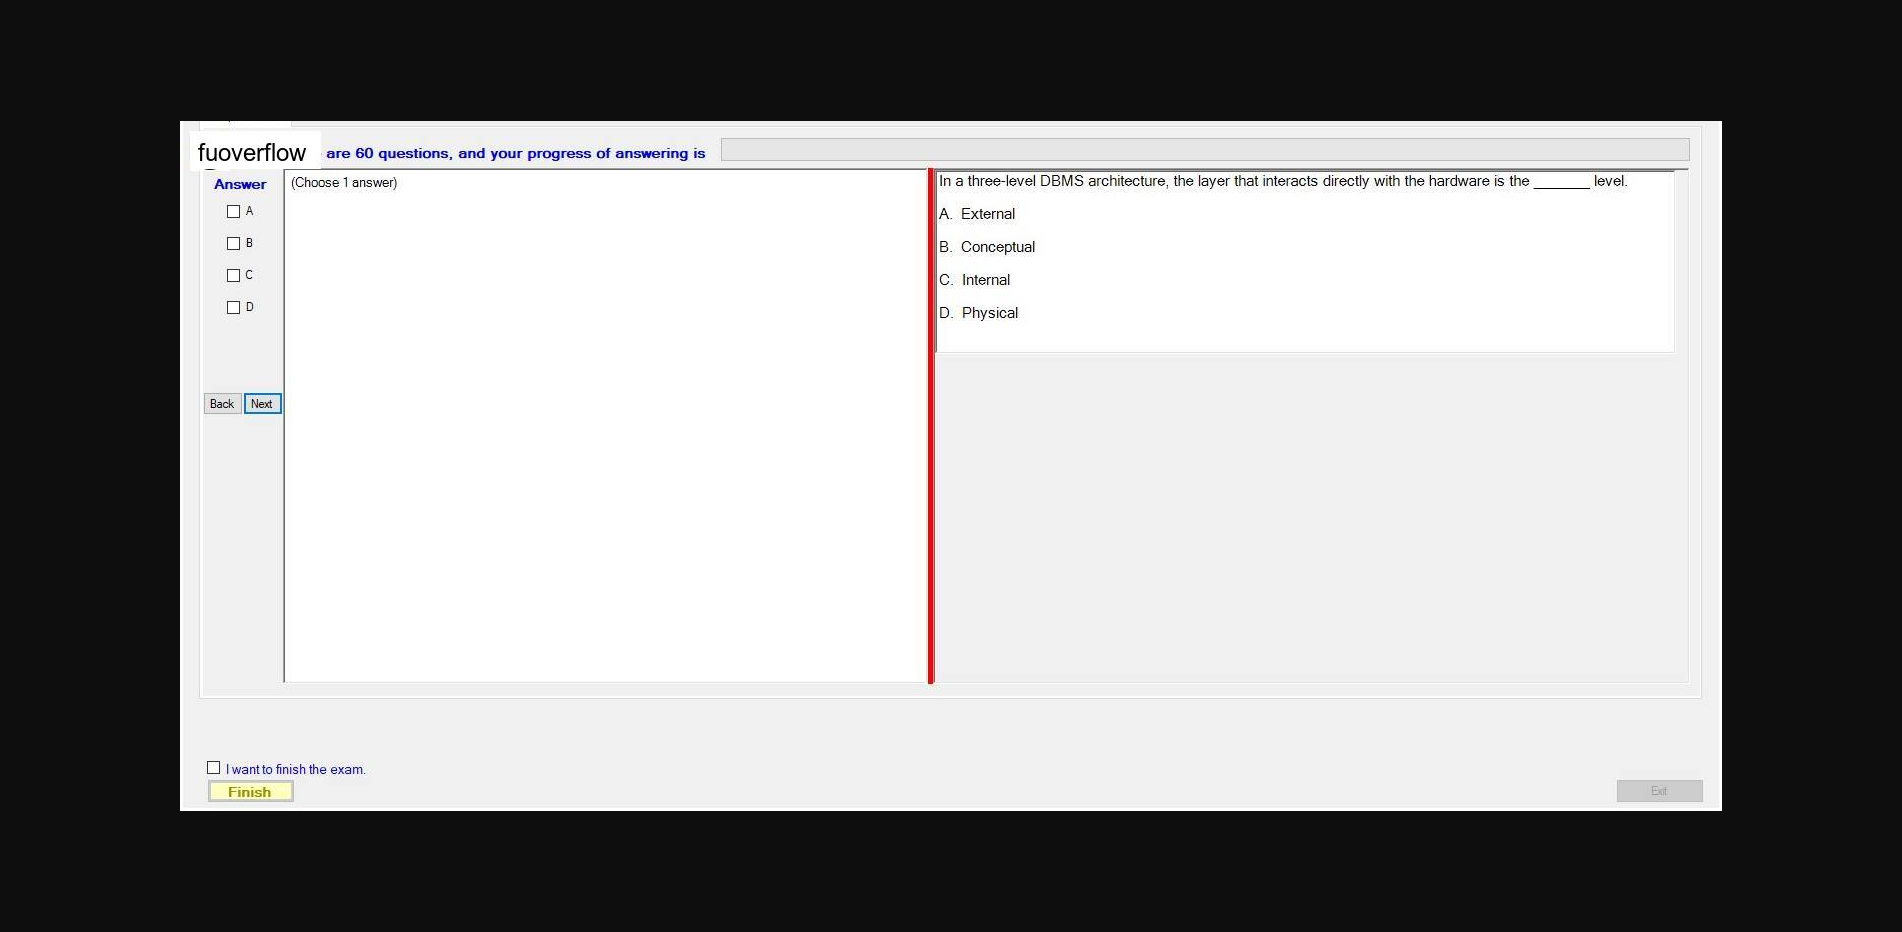 fuoverflow are 60 questions, and your progress of answering is
Answer
(Choose 1 answer)
A
B
C
D
Back Next
In a three-level DBMS architecture, the layer that interacts directly with the hardware is the _______ level.
A. External
B. Conceptual
C. Internal
D. Physical
I want to finish the exam.
Finish
Exit